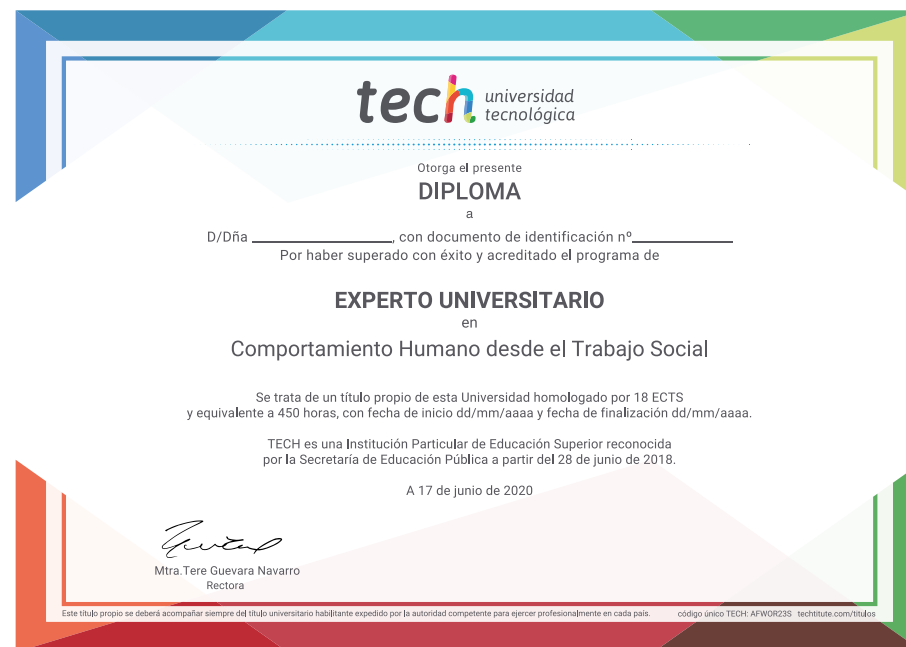 tech universidad
tecnológica
Otorga el presente
DIPLOMA
a
D/Dña ____________________, con documento de identificación nº______________
Por haber superado con éxito y acreditado el programa de
EXPERTO UNIVERSITARIO
en
Comportamiento Humano desde el Trabajo Social
Se trata de un título propio de esta Universidad homologado por 18 ECTS
y equivalente a 450 horas, con fecha de inicio dd/mm/aaaa y fecha de finalización dd/mm/aaaa.
TECH es una Institución Particular de Educación Superior reconocida
por la Secretaría de Educación Pública a partir del 28 de junio de 2018.
A 17 de junio de 2020
Mtra.Tere Guevara Navarro
Rectora
Este título propio se deberá acompañar siempre del título universitario habilitante expedido por la autoridad competente para ejercer profesionalmente en cada país. código único TECH: AFWOR23S techtitute.com/titulos